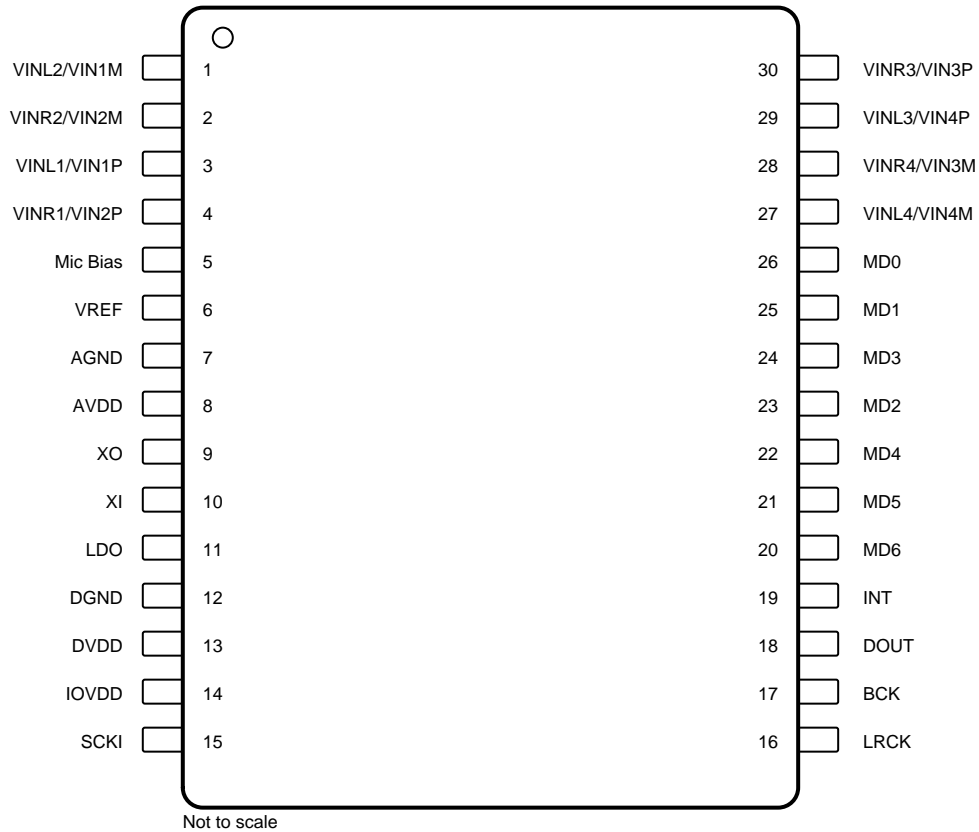 VINL2/VIN1M 1 30 VINR3/VIN3P
VINR2/VIN2M 2 29 VINL3/VIN4P
VINL1/VIN1P 3 28 VINR4/VIN3M
VINR1/VIN2P 4 27 VINL4/VIN4M
Mic Bias 5 26 MD0
VREF 6 25 MD1
AGND 7 24 MD3
AVDD 8 23 MD2
XO 9 22 MD4
XI 10 21 MD5
LDO 11 20 MD6
DGND 12 19 INT
DVDD 13 18 DOUT
IOVDD 14 17 BCK
SCKI 15 16 LRCK
Not to scale